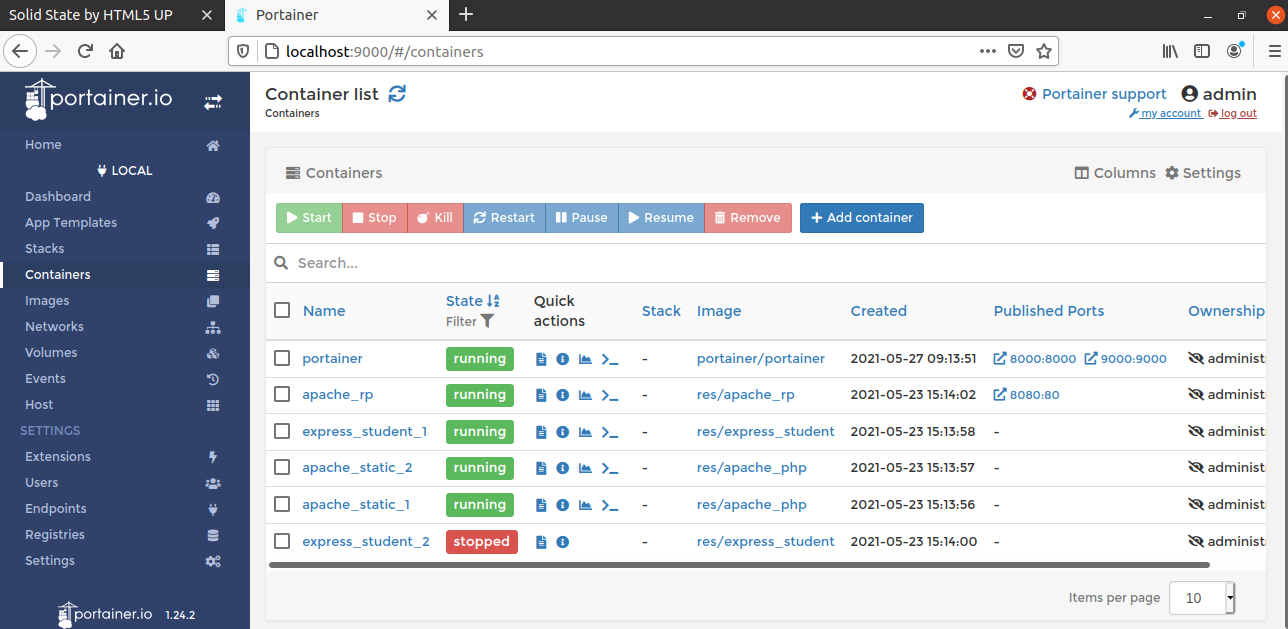 Solid State by HTML5 UP
Portainer
localhost:9000/#/containers
portainer.io
Home
LOCAL
Dashboard
App Templates
Stacks
Containers
Images
Networks
Volumes
Events
Host
SETTINGS
Extensions
Users
Endpoints
Registries
Settings
portainer.io 1.24.2
Container list
Containers
Portainer support admin
my account log out
Containers
Columns Settings
Start Stop Kill Restart Pause Resume Remove Add container
Search...
Name State Filter Quick actions Stack Image Created Published Ports Ownership
portainer running - portainer/portainer 2021-05-27 09:13:51 8000:8000 9000:9000 administ
apache_rp running - res/apache_rp 2021-05-23 15:14:02 8080:80 administ
express_student_1 running - res/express_student 2021-05-23 15:13:58 - administ
apache_static_2 running - res/apache_php 2021-05-23 15:13:57 - administ
apache_static_1 running - res/apache_php 2021-05-23 15:13:56 - administ
express_student_2 stopped - res/express_student 2021-05-23 15:14:00 - administ
Items per page 10